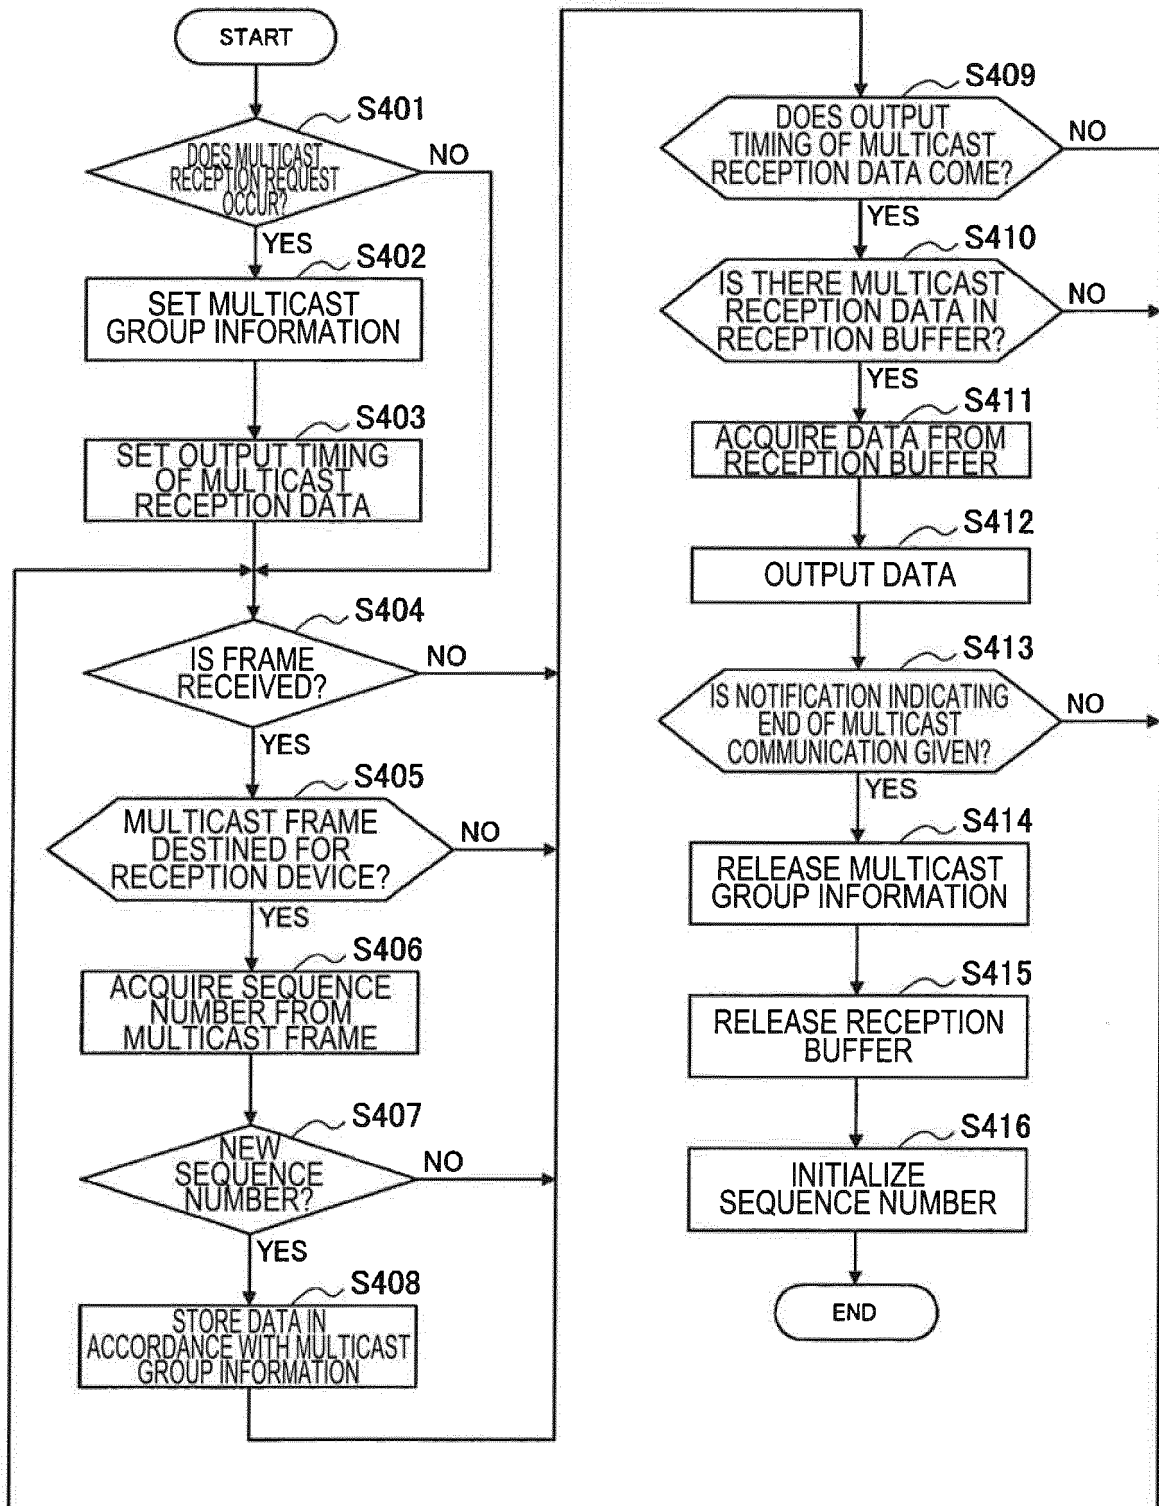 START
S401
DOES MULTICAST
RECEPTION REQUEST
OCCUR?
NO
YES
S402
SET MULTICAST
GROUP INFORMATION
S403
SET OUTPUT TIMING
OF MULTICAST
RECEPTION DATA
S404
IS FRAME
RECEIVED?
NO
YES
S405
MULTICAST FRAME
DESTINED FOR
RECEPTION DEVICE?
NO
YES
S406
ACQUIRE SEQUENCE
NUMBER FROM
MULTICAST FRAME
S407
NEW
SEQUENCE
NUMBER?
NO
YES
S408
STORE DATA IN
ACCORDANCE WITH MULTICAST
GROUP INFORMATION
S409
DOES OUTPUT
TIMING OF MULTICAST
RECEPTION DATA COME?
NO
YES
S410
IS THERE MULTICAST
RECEPTION DATA IN
RECEPTION BUFFER?
NO
YES
S411
ACQUIRE DATA FROM
RECEPTION BUFFER
S412
OUTPUT DATA
S413
IS NOTIFICATION INDICATING
END OF MULTICAST
COMMUNICATION GIVEN?
NO
YES
S414
RELEASE MULTICAST
GROUP INFORMATION
S415
RELEASE RECEPTION
BUFFER
S416
INITIALIZE
SEQUENCE NUMBER
END